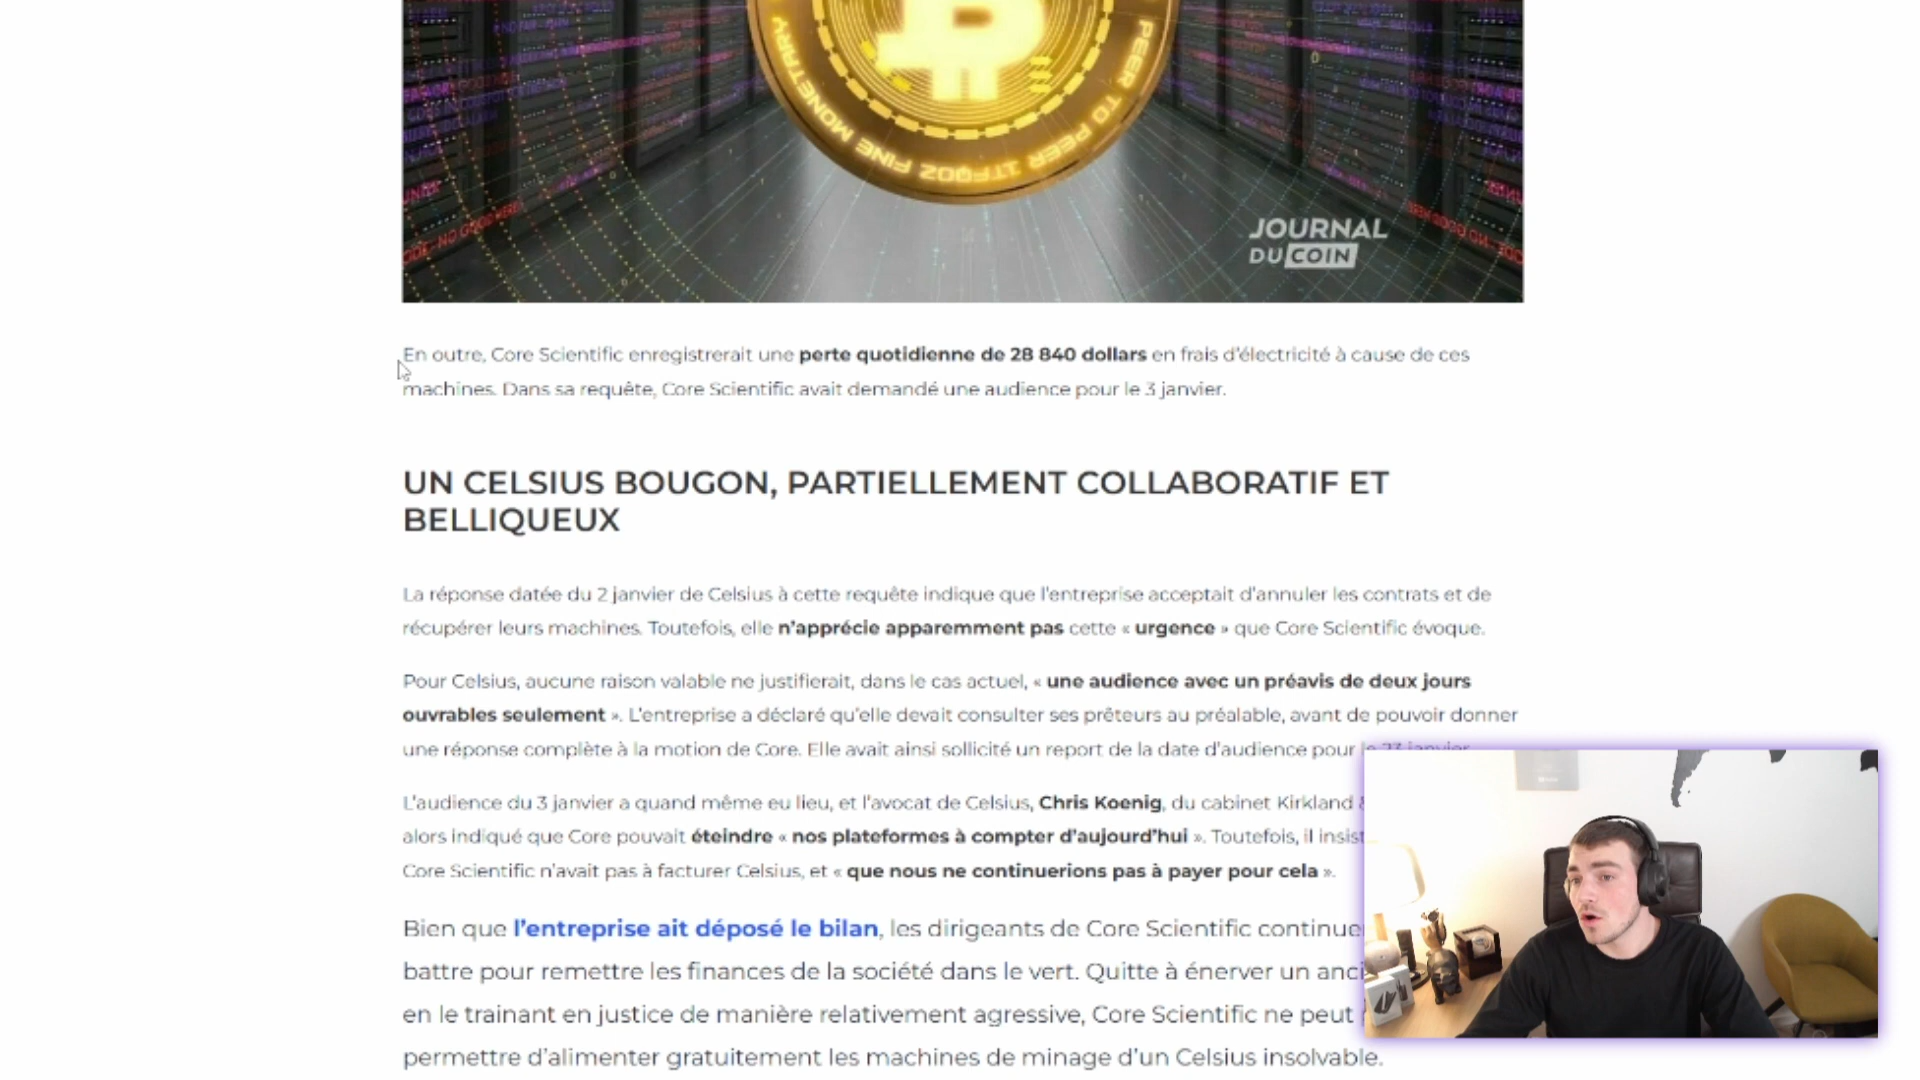 PEER TO PEER 1TFQOZ FINE MONETARY
JOURNAL
DU COIN
En outre, Core Scientific enregistrerait une perte quotidienne de 28 840 dollars en frais d'électricité à cause de ces
machines. Dans sa requête, Core Scientific avait demandé une audience pour le 3 janvier.
UN CELSIUS BOUGON, PARTIELLEMENT COLLABORATIF ET
BELLIQUEUX
La réponse datée du 2 janvier de Celsius à cette requête indique que l'entreprise acceptait d'annuler les contrats et de
récupérer leurs machines. Toutefois, elle n'apprécie apparemment pas cette « urgence » que Core Scientific évoque.
Pour Celsius, aucune raison valable ne justifierait, dans le cas actuel, « une audience avec un préavis de deux jours
ouvrables seulement ». L'entreprise a déclaré qu'elle devait consulter ses prêteurs au préalable, avant de pouvoir donner
une réponse complète à la motion de Core. Elle avait ainsi sollicité un report de la date d'audience pour le 23 janvier.
L'audience du 3 janvier a quand même eu lieu, et l'avocat de Celsius, Chris Koenig, du cabinet Kirkland &
alors indiqué que Core pouvait éteindre « nos plateformes à compter d'aujourd'hui ». Toutefois, il insist
Core Scientific n'avait pas à facturer Celsius, et « que nous ne continuerions pas à payer pour cela ».
Bien que l'entreprise ait déposé le bilan, les dirigeants de Core Scientific continue
battre pour remettre les finances de la société dans le vert. Quitte à énerver un anci
en le trainant en justice de manière relativement agressive, Core Scientific ne peut
permettre d'alimenter gratuitement les machines de minage d'un Celsius insolvable.